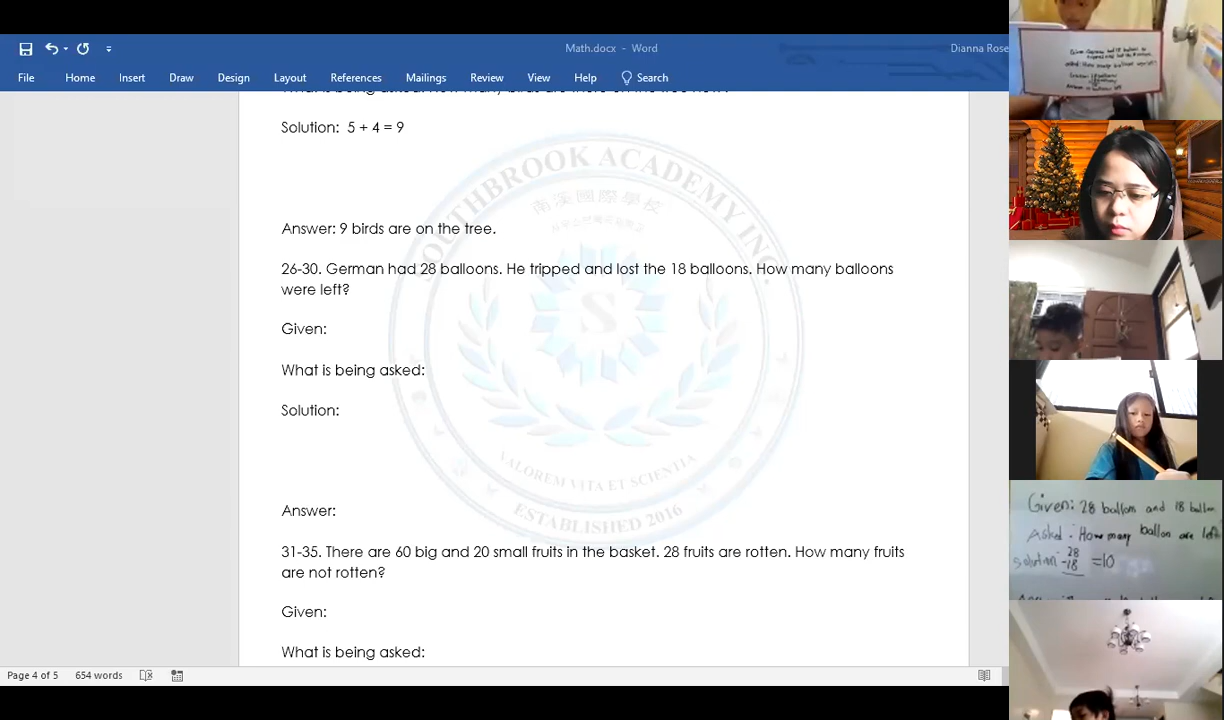 Math.docx - Word
Dianna Rose
File Home Insert Draw Design Layout References Mailings Review View Help Search
Solution: 5 + 4 = 9
Answer: 9 birds are on the tree.
26-30. German had 28 balloons. He tripped and lost the 18 balloons. How many balloons
were left?
Given:
What is being asked:
Solution:
Answer:
31-35. There are 60 big and 20 small fruits in the basket. 28 fruits are rotten. How many fruits
are not rotten?
Given:
What is being asked:
Page 4 of 5 654 words
SOUTHBROOK ACADEMY INC.
VALOREM VITA ET SCIENTIA
ESTABLISHED 2016
S
Given: 28 balloons and 18 ballon
Asked: How many ballon are left
solution 28
-18 =10